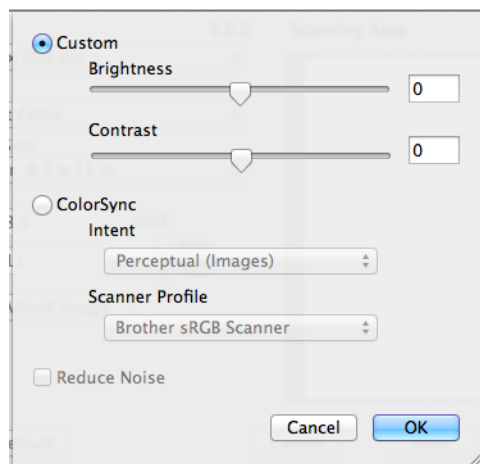 Custom
Brightness
0
Contrast
0
ColorSync
Intent
Perceptual (Images)
Scanner Profile
Brother sRGB Scanner
Reduce Noise
Cancel OK